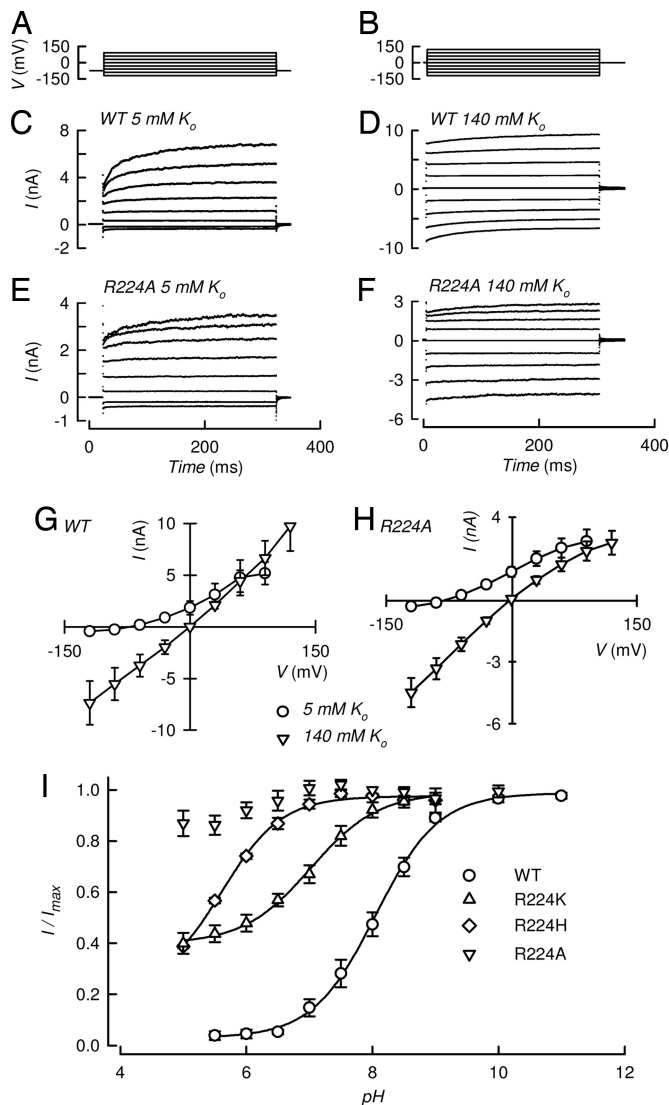 A
B
V (mV)
150
0
-150
150
0
-150
C
WT 5 mM Ko
D
WT 140 mM Ko
I (nA)
8
4
0
-2
10
0
-10
E
R224A 5 mM Ko
F
R224A 140 mM Ko
I (nA)
4
2
0
-1
3
0
-3
-6
0 200 400
0 200 400
Time (ms)
Time (ms)
G
WT
I (nA)
10
5
-150
150
V (mV)
-5
-10
5 mM Ko
140 mM Ko
H
R224A
I (nA)
4
-150
150
V (mV)
-3
-6
I
I / Imax
1.0
0.8
0.6
0.4
0.2
0.0
WT
R224K
R224H
R224A
4 6 8 10 12
pH